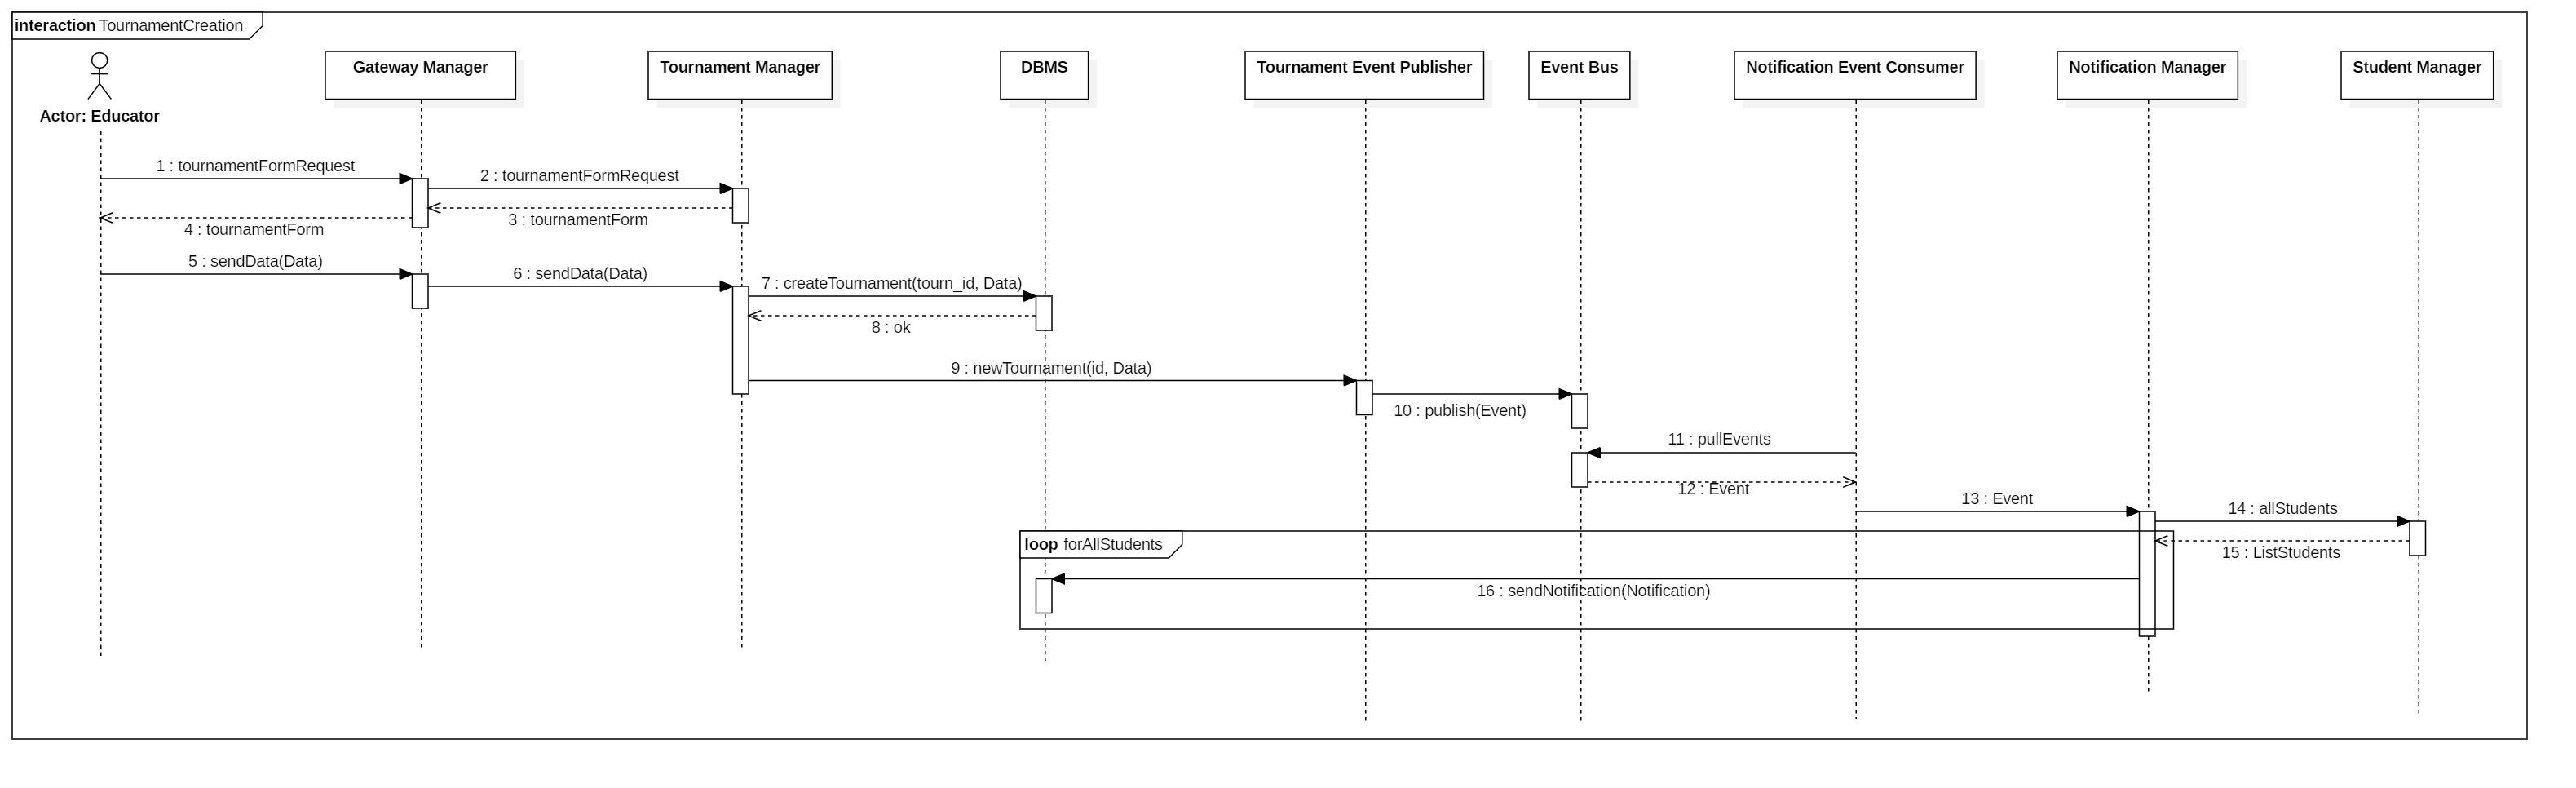 interaction TournamentCreation
Actor: Educator
Gateway Manager
Tournament Manager
DBMS
Tournament Event Publisher
Event Bus
Notification Event Consumer
Notification Manager
Student Manager
1 : tournamentFormRequest
2 : tournamentFormRequest
3 : tournamentForm
4 : tournamentForm
5 : sendData(Data)
6 : sendData(Data)
7 : createTournament(tourn_id, Data)
8 : ok
9 : newTournament(id, Data)
10 : publish(Event)
11 : pullEvents
12 : Event
13 : Event
14 : allStudents
15 : ListStudents
loop forAllStudents
16 : sendNotification(Notification)